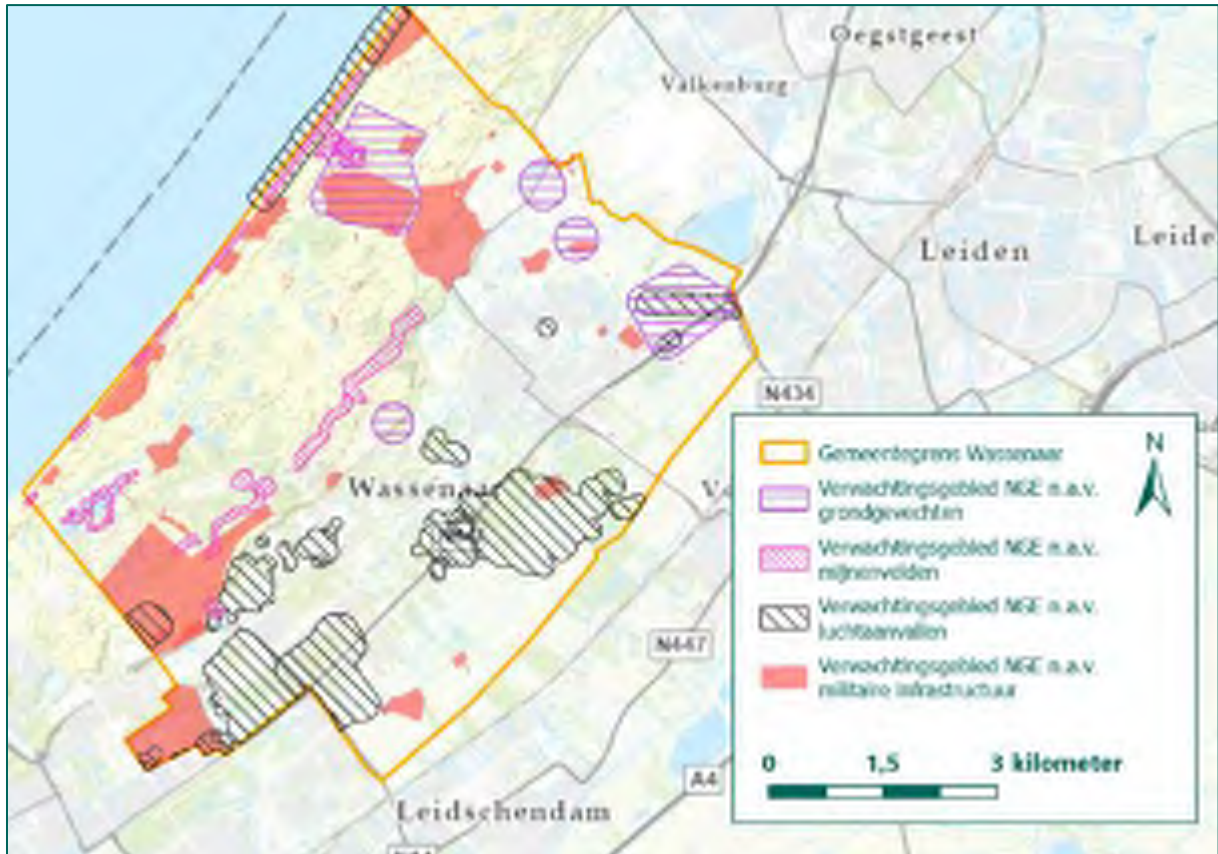 Oegstgeest
Valkenburg
Leiden
Leide
N434
Wassenaar
N447
A4
Leidschendam
N
Gemeentegrens Wassenaar
Verwachtingsgebied NGE n.a.v.
grondgevechten
Verwachtingsgebied NGE n.a.v.
mijnenvelden
Verwachtingsgebied NGE n.a.v.
luchtaanvallen
Verwachtingsgebied NGE n.a.v.
militaire infrastructuur
0 1,5 3 kilometer